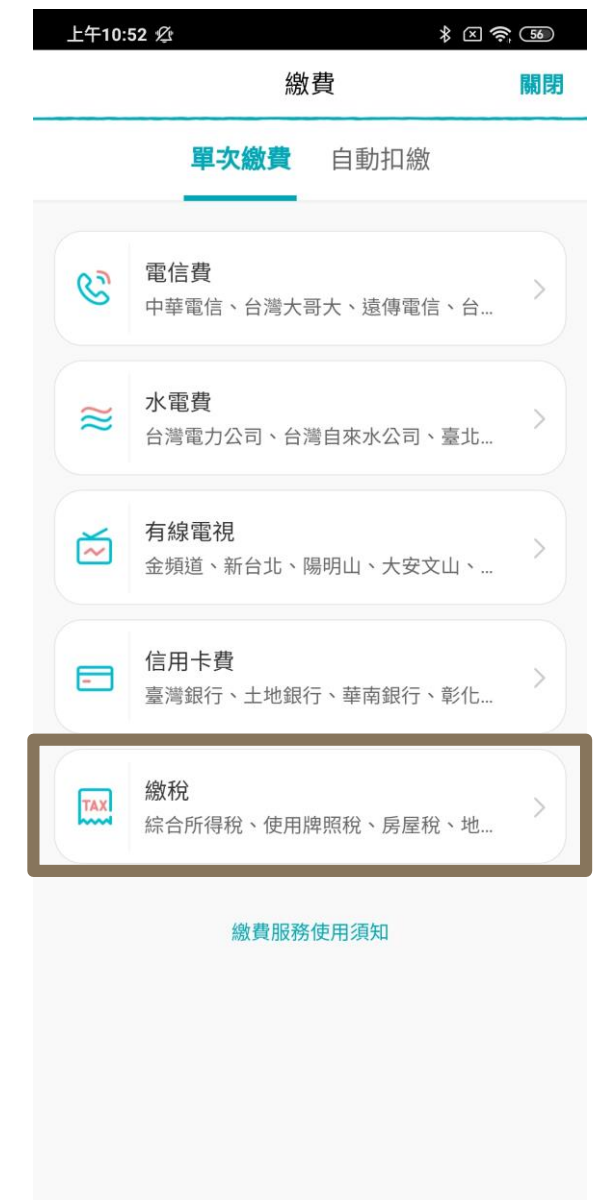 上午10:52
56
繳費
關閉
單次繳費
自動扣繳
電信費
中華電信、台灣大哥大、遠傳電信、台...
水電費
台灣電力公司、台灣自來水公司、臺北...
有線電視
金頻道、新台北、陽明山、大安文山、...
信用卡費
臺灣銀行、土地銀行、華南銀行、彰化...
TAX
繳稅
綜合所得稅、使用牌照稅、房屋稅、地...
繳費服務使用須知